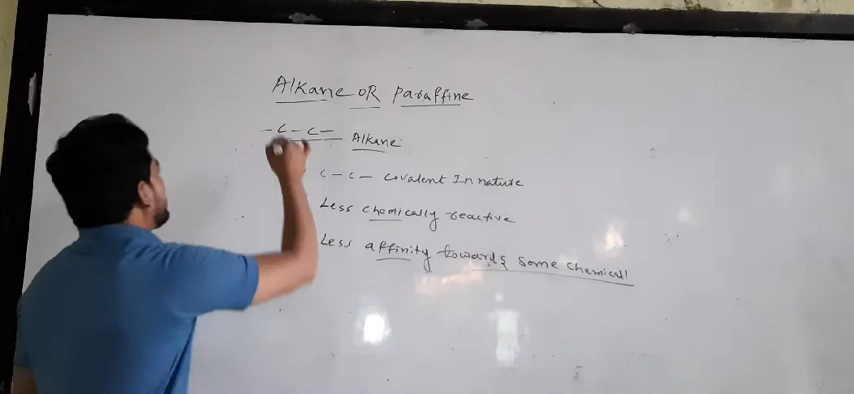 Alkane OR Paraffine
-C-C- Alkane
C-C- Covalent In nature
Less chemically reactive
Less affinity towards some chemical